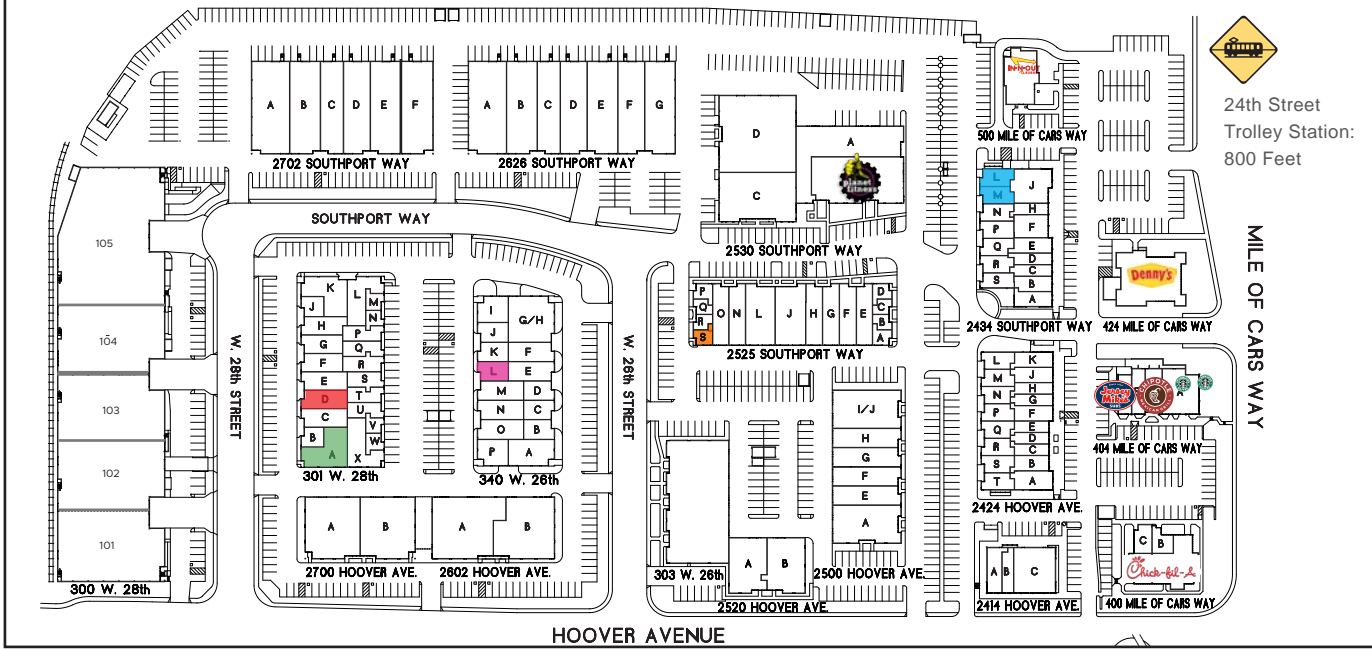 IN-N-OUT
BURGER
24th Street
Trolley Station:
800 Feet
500 MILE OF CARS WAY
A B C D E F
2702 SOUTHPORT WAY
A B C D E F G
2626 SOUTHPORT WAY
D
C
A
planet
fitness
2530 SOUTHPORT WAY
SOUTHPORT WAY
L
M
N
P
Q
R
S
J
H
F
E
D
C
B
A
2434 SOUTHPORT WAY
Denny's
424 MILE OF CARS WAY
MILE OF CARS WAY
105
104
103
102
101
300 W. 28th
W. 28th STREET
K
J
H
G
F
E
D
C
B
A
L
M
N
P
Q
R
S
T
U
V
W
X
301 W. 28th
I
J
K
L
M
N
O
P
G/H
F
E
D
C
B
A
340 W. 26th
W. 26th STREET
P
Q
R
S
O N L J H G F E
D
C
B
A
2525 SOUTHPORT WAY
I/J
H
G
F
E
A
2500 HOOVER AVE.
L
M
N
P
Q
R
S
T
K
J
H
G
F
E
D
C
B
A
2424 HOOVER AVE.
JERSEY
MIKE'S
SUBS
CHIPOTLE
A
404 MILE OF CARS WAY
A B
2700 HOOVER AVE.
A B
2602 HOOVER AVE.
303 W. 26th
A B
2520 HOOVER AVE.
A B C
2414 HOOVER AVE.
C B
Chick-fil-A
400 MILE OF CARS WAY
HOOVER AVENUE